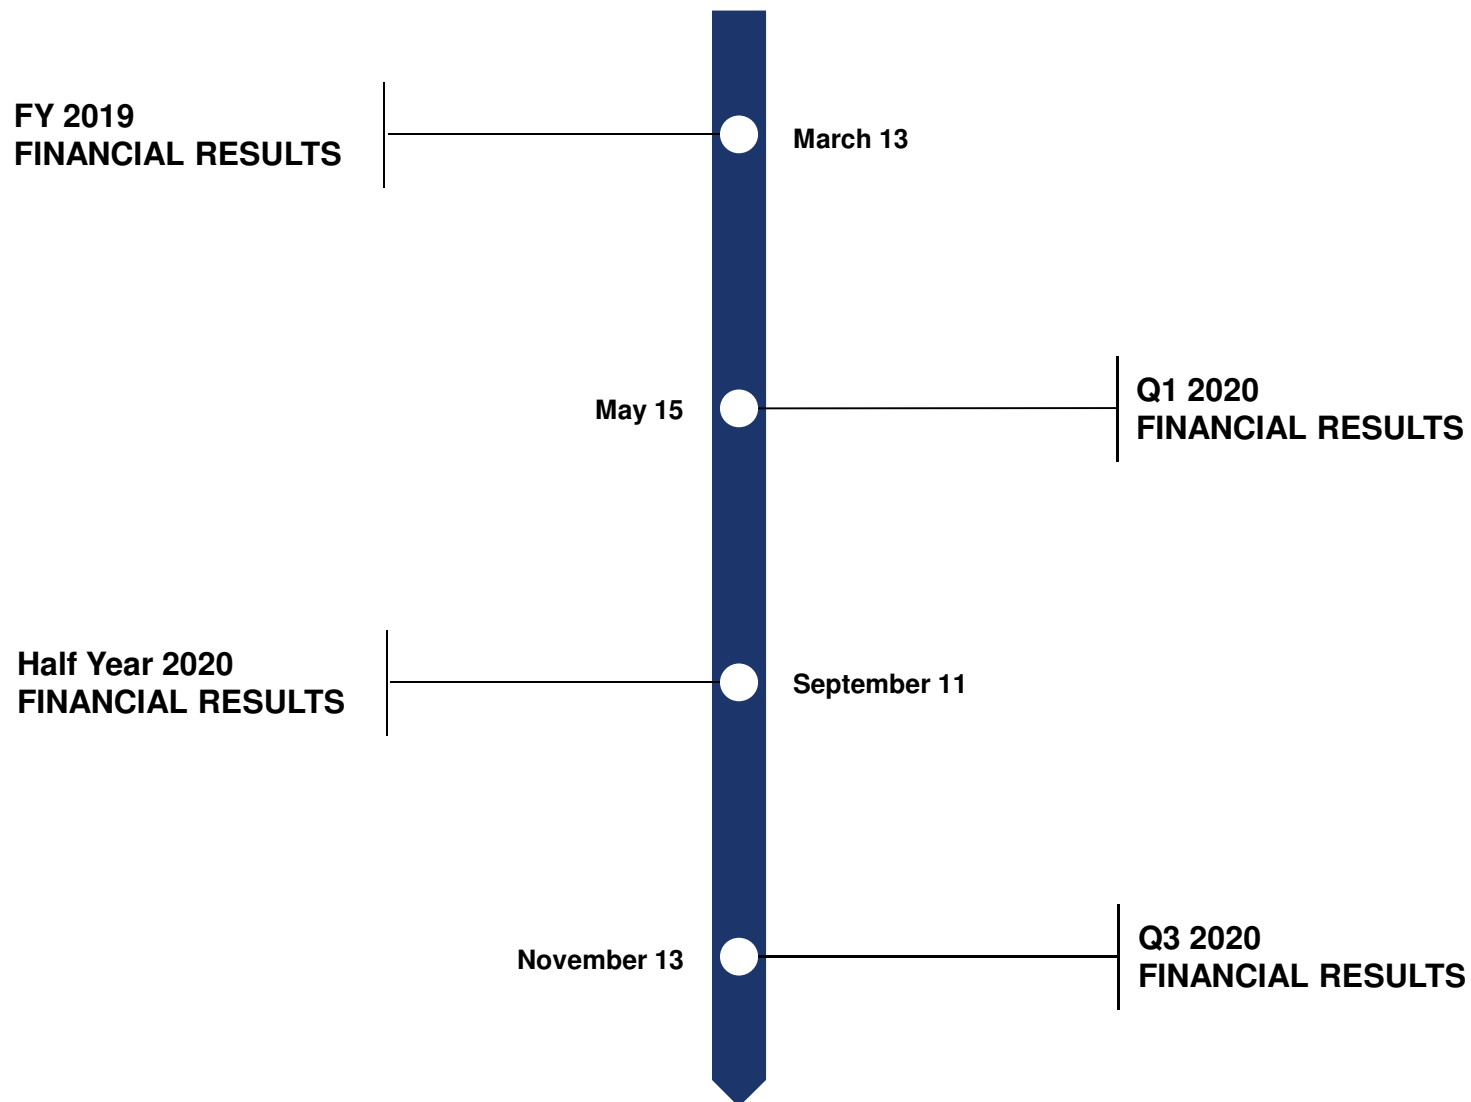 FY 2019
FINANCIAL RESULTS
March 13
May 15
Q1 2020
FINANCIAL RESULTS
Half Year 2020
FINANCIAL RESULTS
September 11
November 13
Q3 2020
FINANCIAL RESULTS